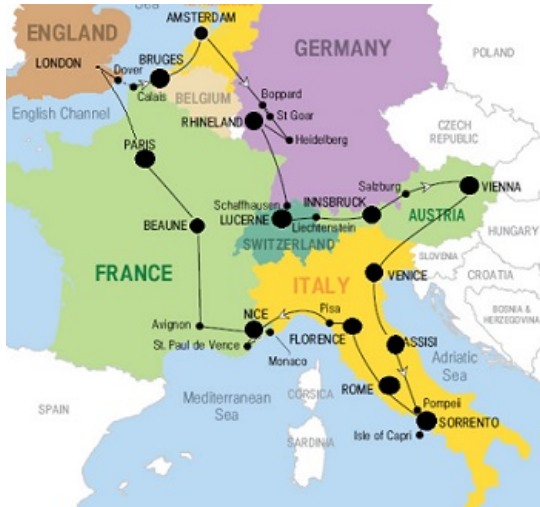 Sea
AMSTERDAM
ENGLAND
GERMANY
POLAND
LONDON
Dover
BRUGES
Calais
BELGIUM
Boppard
St Goar
English Channel
RHINELAND
Heidelberg
CZECH
REPUBLIC
PARIS
Schaffhausen
Salzburg
VIENNA
BEAUNE
LUCERNE
INNSBRUCK
Liechtenstein
AUSTRIA
SWITZERLAND
HUNGARY
SLOVENIA
CROATIA
FRANCE
ITALY
VENICE
BOSNIA &
HERZEGOVINA
NICE
Pisa
Avignon
FLORENCE
ASSISI
St. Paul de Vence
Monaco
Adriatic
Sea
SPAIN
Mediterranean
Sea
CORSICA
ROME
Pompeii
SORRENTO
Isle of Capri
SARDINIA